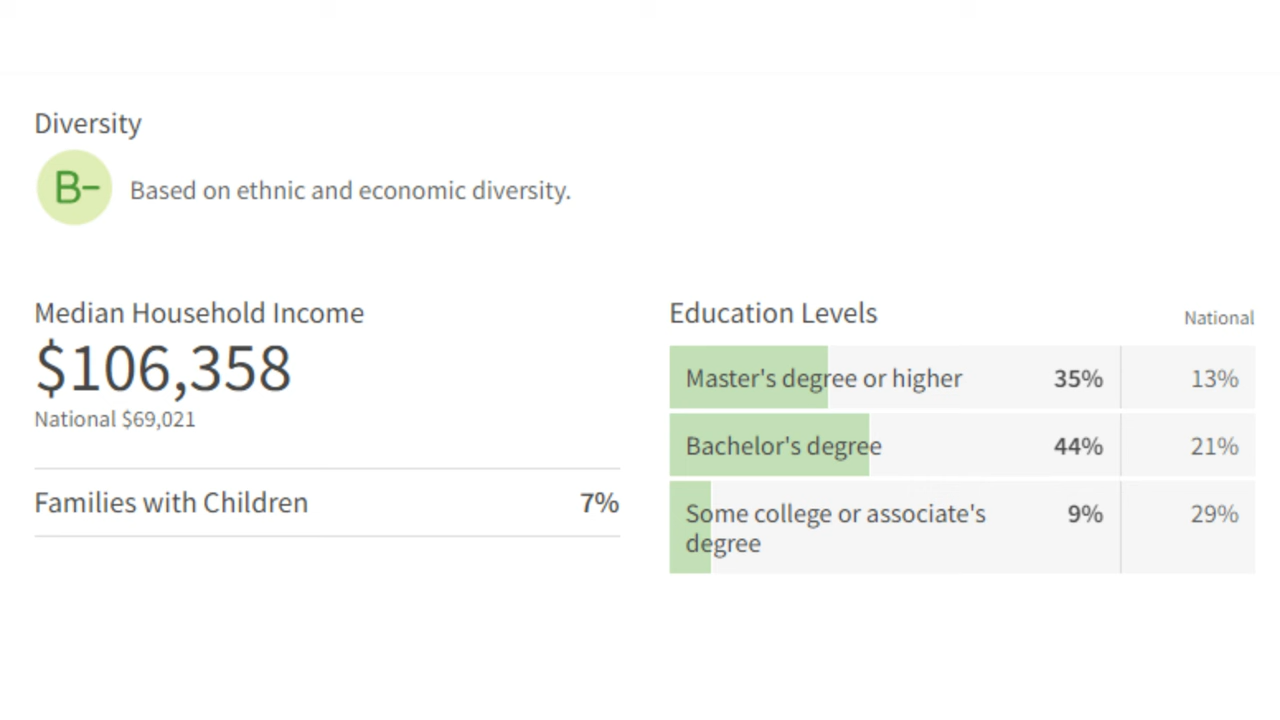 Diversity
B–
Based on ethnic and economic diversity.
Median Household Income
$106,358
National $69,021
Families with Children 7%
Education Levels National
Master's degree or higher 35% 13%
Bachelor's degree 44% 21%
Some college or associate's 9% 29%
degree